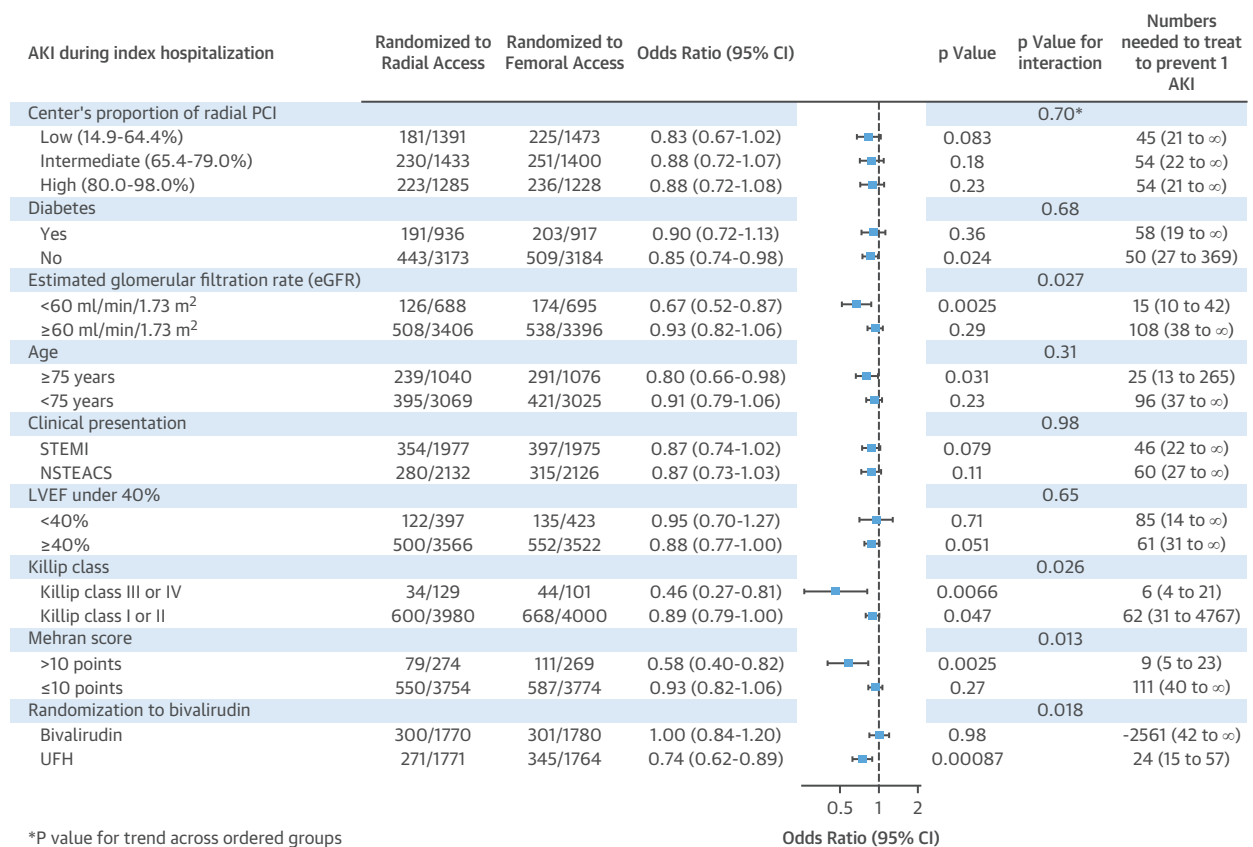 AKI during index hospitalization Randomized to Radial Access Randomized to Femoral Access Odds Ratio (95% CI) p Value p Value for interaction Numbers needed to treat to prevent 1 AKI
Center's proportion of radial PCI 0.70*
Low (14.9-64.4%) 181/1391 225/1473 0.83 (0.67-1.02) 0.083 45 (21 to ∞)
Intermediate (65.4-79.0%) 230/1433 251/1400 0.88 (0.72-1.07) 0.18 54 (22 to ∞)
High (80.0-98.0%) 223/1285 236/1228 0.88 (0.72-1.08) 0.23 54 (21 to ∞)
Diabetes 0.68
Yes 191/936 203/917 0.90 (0.72-1.13) 0.36 58 (19 to ∞)
No 443/3173 509/3184 0.85 (0.74-0.98) 0.024 50 (27 to 369)
Estimated glomerular filtration rate (eGFR) 0.027
<60 ml/min/1.73 m² 126/688 174/695 0.67 (0.52-0.87) 0.0025 15 (10 to 42)
≥60 ml/min/1.73 m² 508/3406 538/3396 0.93 (0.82-1.06) 0.29 108 (38 to ∞)
Age 0.31
≥75 years 239/1040 291/1076 0.80 (0.66-0.98) 0.031 25 (13 to 265)
<75 years 395/3069 421/3025 0.91 (0.79-1.06) 0.23 96 (37 to ∞)
Clinical presentation 0.98
STEMI 354/1977 397/1975 0.87 (0.74-1.02) 0.079 46 (22 to ∞)
NSTEACS 280/2132 315/2126 0.87 (0.73-1.03) 0.11 60 (27 to ∞)
LVEF under 40% 0.65
<40% 122/397 135/423 0.95 (0.70-1.27) 0.71 85 (14 to ∞)
≥40% 500/3566 552/3522 0.88 (0.77-1.00) 0.051 61 (31 to ∞)
Killip class 0.026
Killip class III or IV 34/129 44/101 0.46 (0.27-0.81) 0.0066 6 (4 to 21)
Killip class I or II 600/3980 668/4000 0.89 (0.79-1.00) 0.047 62 (31 to 4767)
Mehran score 0.013
>10 points 79/274 111/269 0.58 (0.40-0.82) 0.0025 9 (5 to 23)
≤10 points 550/3754 587/3774 0.93 (0.82-1.06) 0.27 111 (40 to ∞)
Randomization to bivalirudin 0.018
Bivalirudin 300/1770 301/1780 1.00 (0.84-1.20) 0.98 -2561 (42 to ∞)
UFH 271/1771 345/1764 0.74 (0.62-0.89) 0.00087 24 (15 to 57)
0.5 1 2
*P value for trend across ordered groups Odds Ratio (95% CI)